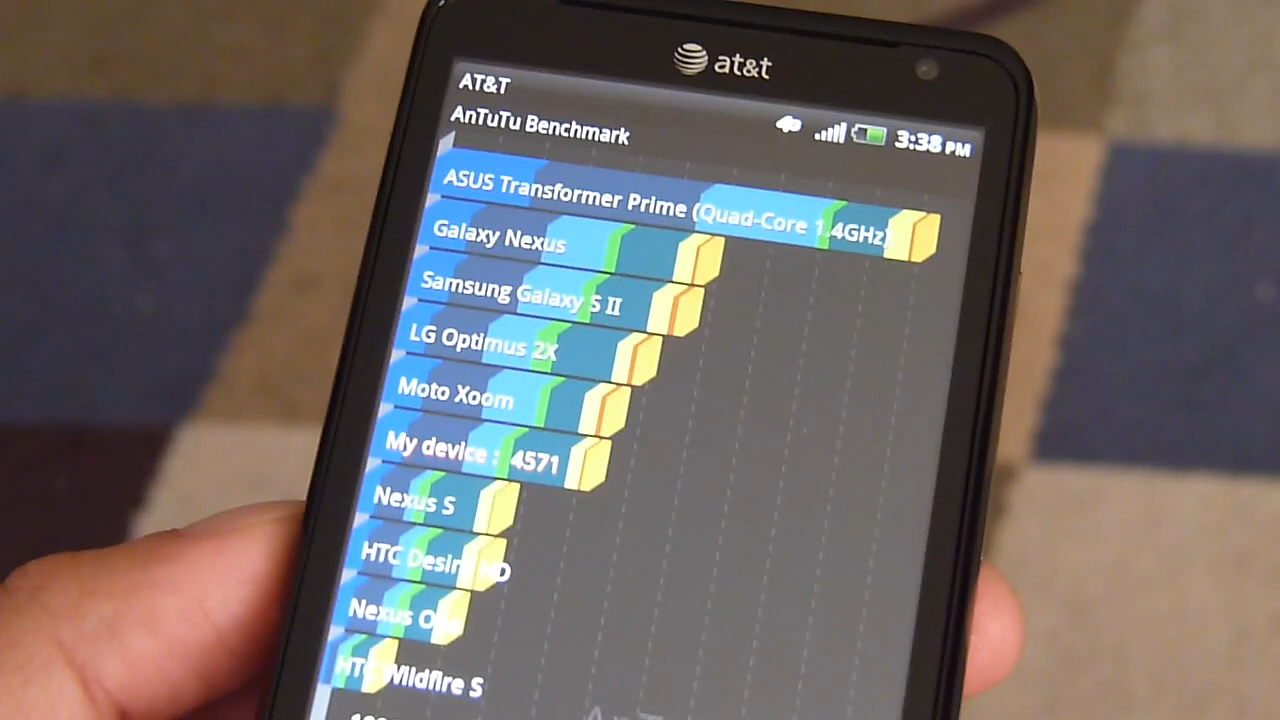 at&t
AT&T
3:38 PM
AnTuTu Benchmark
ASUS Transformer Prime (Quad-Core 1.4GHz)
Galaxy Nexus
Samsung Galaxy S II
LG Optimus 2X
Moto Xoom
My device : 4571
Nexus S
HTC Desire HD
Nexus One
HTC Wildfire S